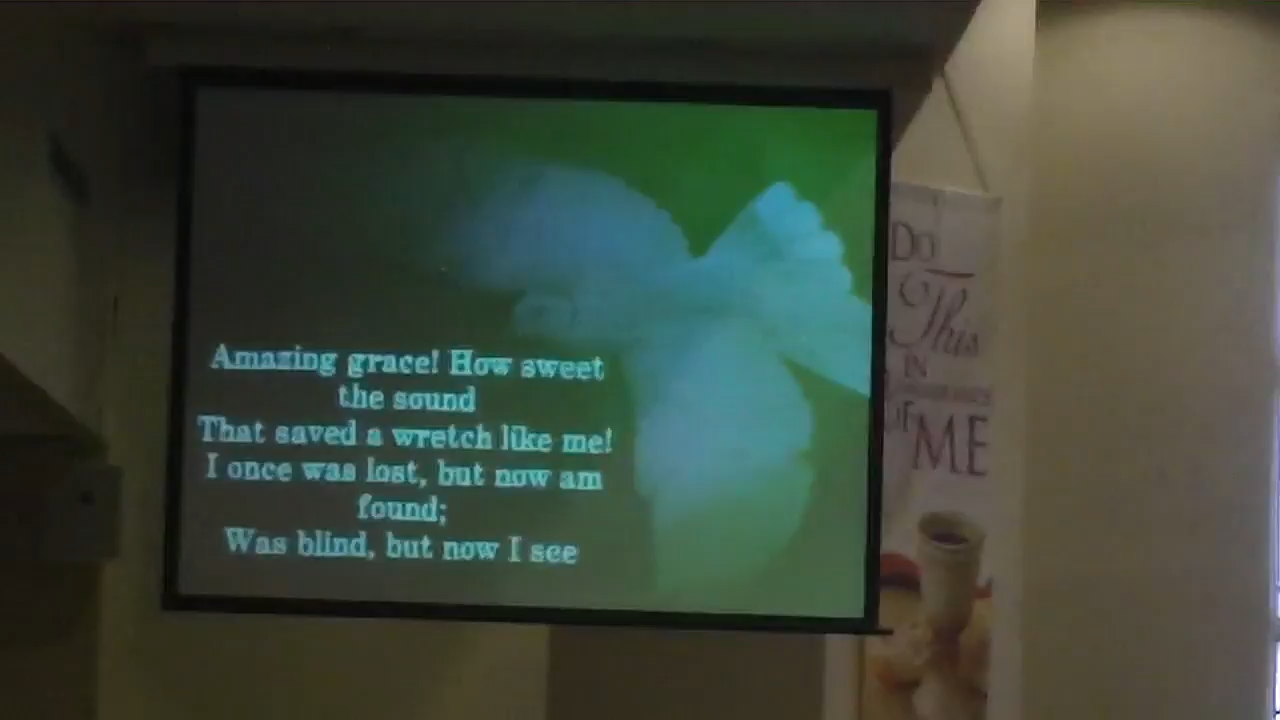 Amazing grace! How sweet
the sound
That saved a wretch like me!
I once was lost, but now am
found;
Was blind, but now I see
DO
This
IN
OF ME